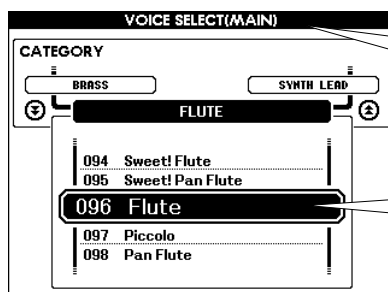 VOICE SELECT(MAIN)
CATEGORY
BRASS SYNTH LEAD
FLUTE
094 Sweet! Flute
095 Sweet! Pan Flute
096 Flute
097 Piccolo
098 Pan Flute